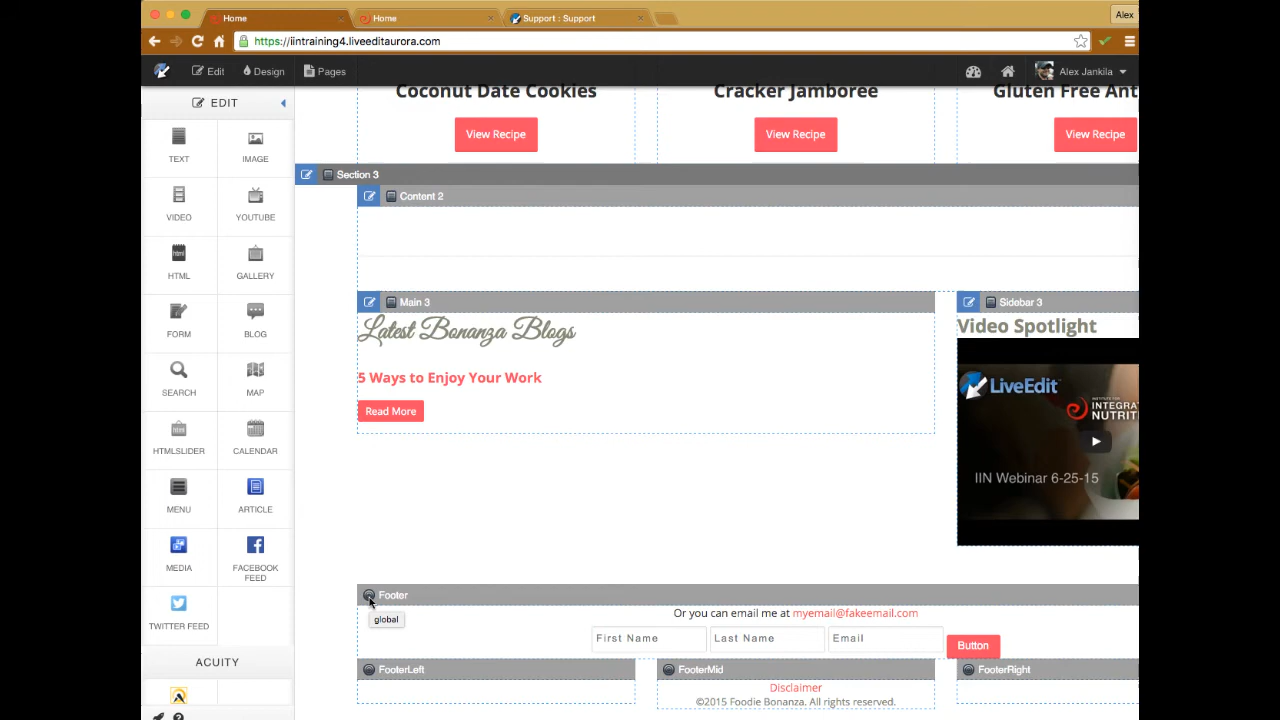 Home
Home
Support : Support
Alex
https://iintraining4.liveeditaurora.com
Edit
Design
Pages
Alex Jankila
EDIT
Coconut Date Cookies
Cracker Jamboree
Gluten Free Ant
View Recipe
View Recipe
View Recipe
TEXT
IMAGE
Section 3
Content 2
VIDEO
YOUTUBE
HTML
GALLERY
Main 3
Sidebar 3
Latest Bonanza Blogs
Video Spotlight
FORM
BLOG
5 Ways to Enjoy Your Work
LiveEdit
INTEGRA
NUTRIT
Read More
SEARCH
MAP
HTMLSLIDER
CALENDAR
IIN Webinar 6-25-15
MENU
ARTICLE
MEDIA
FACEBOOK
FEED
Footer
global
Or you can email me at myemail@fakeemail.com
First Name
Last Name
Email
Button
TWITTER FEED
ACUITY
FooterLeft
FooterMid
FooterRight
Disclaimer
©2015 Foodie Bonanza. All rights reserved.